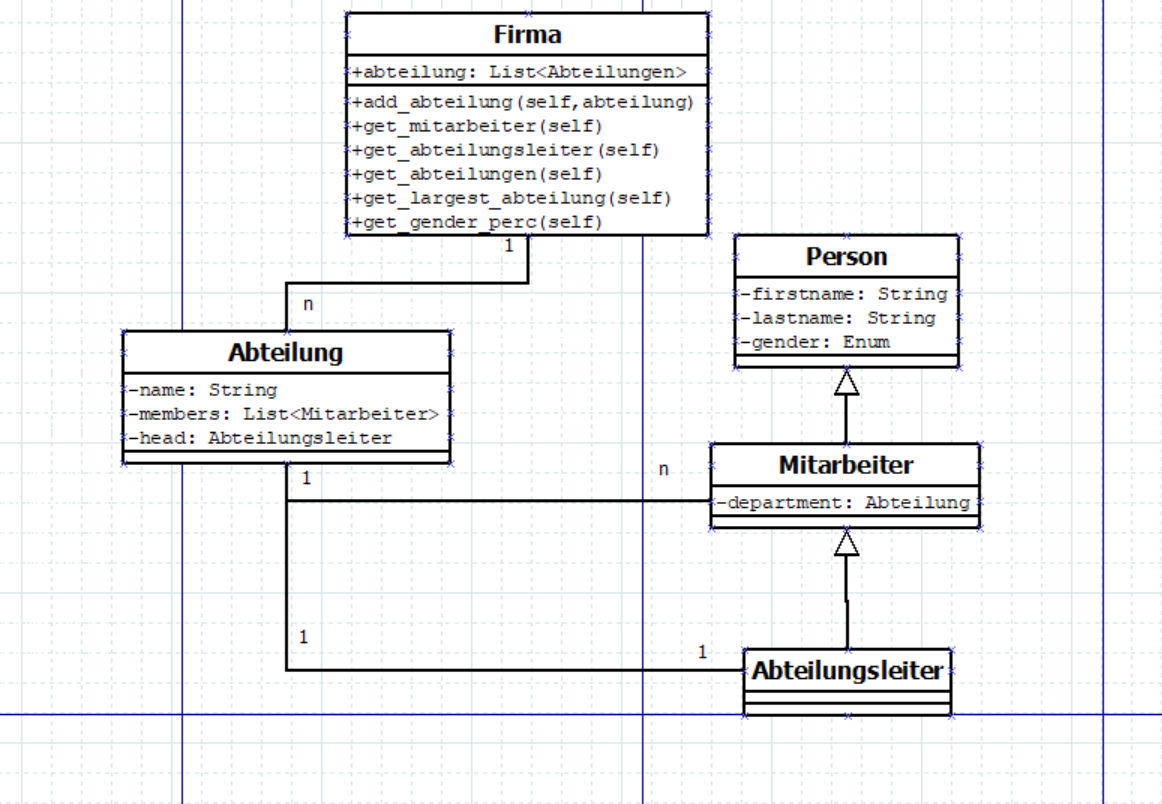 Firma
+abteilung: List<Abteilungen>
+add_abteilung(self,abteilung)
+get_mitarbeiter(self)
+get_abteilungsleiter(self)
+get_abteilungen(self)
+get_largest_abteilung(self)
+get_gender_perc(self)
1
n
Person
-firstname: String
-lastname: String
-gender: Enum
Abteilung
-name: String
-members: List<Mitarbeiter>
-head: Abteilungsleiter
1
n
Mitarbeiter
-department: Abteilung
1
1
Abteilungsleiter